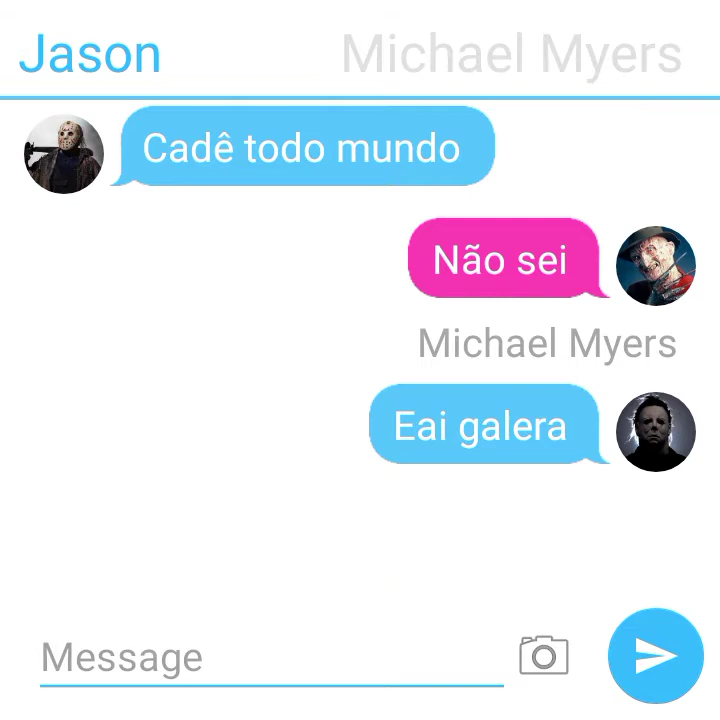 Jason
Michael Myers
Cadê todo mundo
Não sei
Michael Myers
Eai galera
Message